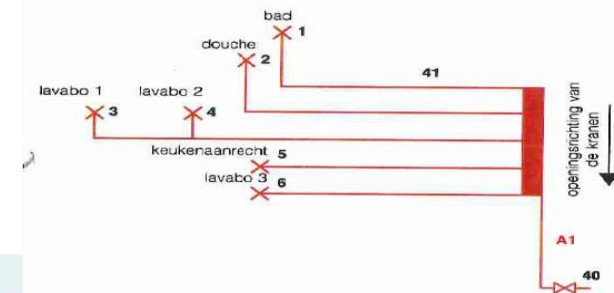 bad
1
douche
2
41
lavabo 1
3
lavabo 2
4
keukenaanrecht 5
lavabo 3 6
openingsrichting van
de kranen
A1
40